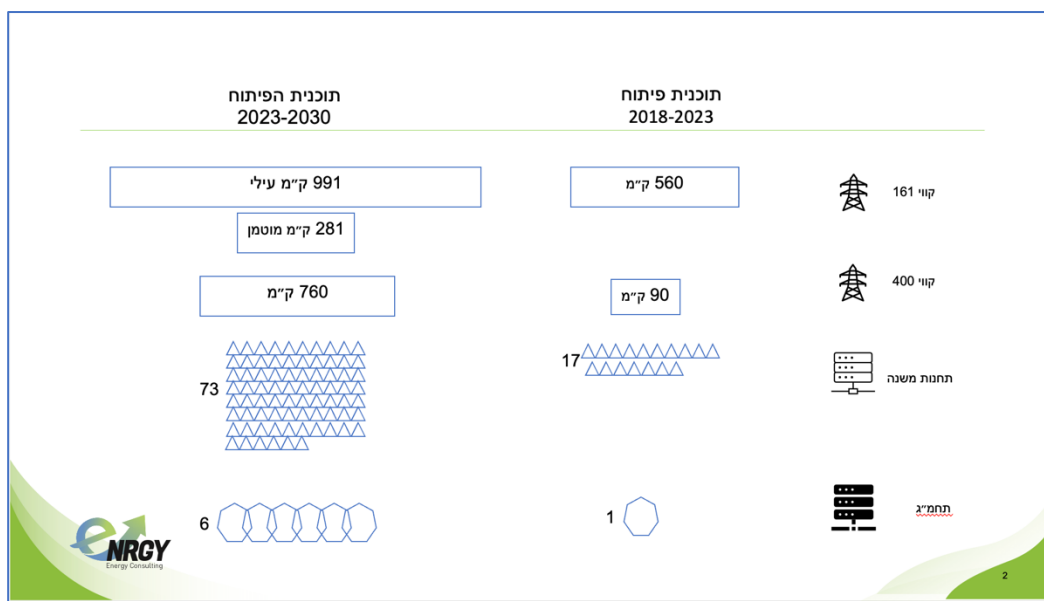 תוכנית פיתוח
2018-2023
תוכנית הפיתוח
2023-2030
קווי 161
560 ק״מ
991 ק״מ עילי
281 ק״מ מוטמן
קווי 400
90 ק״מ
760 ק״מ
תחנות משנה
17
73
תחמ״ג
1
6
eNRGY
Energy Consulting
2